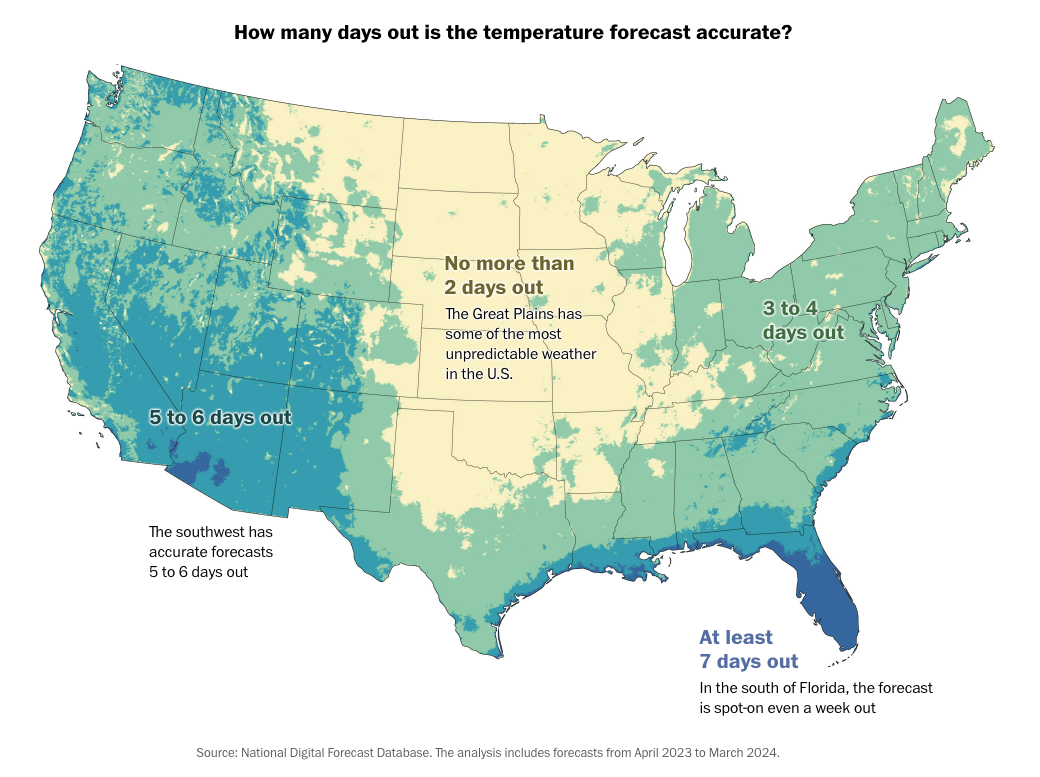 How many days out is the temperature forecast accurate?
No more than
2 days out
The Great Plains has
some of the most
unpredictable weather
in the U.S.
3 to 4
days out
5 to 6 days out
The southwest has
accurate forecasts
5 to 6 days out
At least
7 days out
In the south of Florida, the forecast
is spot-on even a week out
Source: National Digital Forecast Database. The analysis includes forecasts from April 2023 to March 2024.